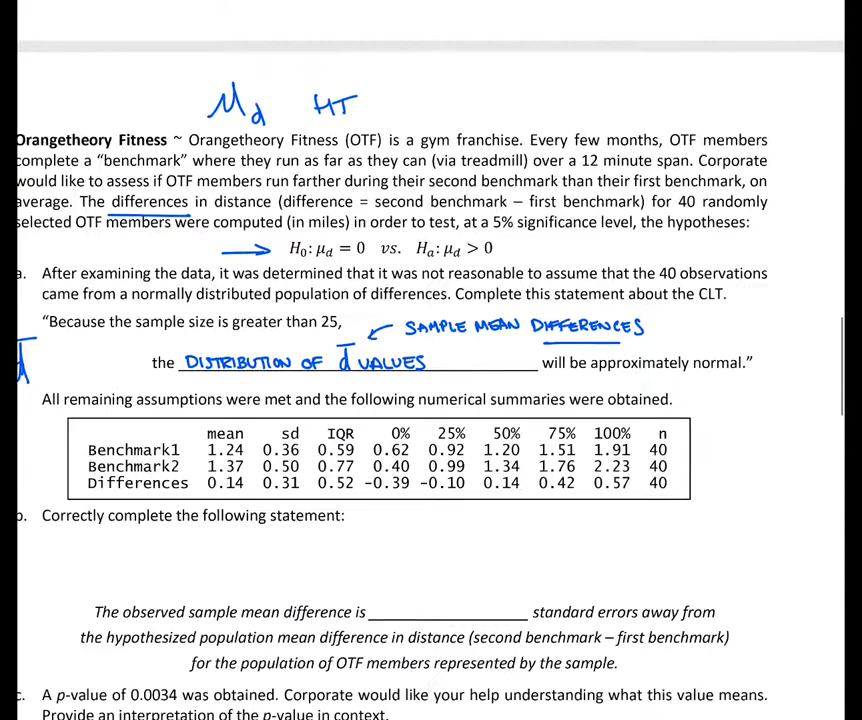 μd HT
Orangetheory Fitness ~ Orangetheory Fitness (OTF) is a gym franchise. Every few months, OTF members
complete a “benchmark” where they run as far as they can (via treadmill) over a 12 minute span. Corporate
would like to assess if OTF members run farther during their second benchmark than their first benchmark, on
average. The differences in distance (difference = second benchmark – first benchmark) for 40 randomly
selected OTF members were computed (in miles) in order to test, at a 5% significance level, the hypotheses:
H₀: μd = 0 vs. Hₐ: μd > 0
a. After examining the data, it was determined that it was not reasonable to assume that the 40 observations
came from a normally distributed population of differences. Complete this statement about the CLT.
“Because the sample size is greater than 25,
SAMPLE MEAN DIFFERENCES
the DISTRIBUTION OF d̅ VALUES will be approximately normal.”
All remaining assumptions were met and the following numerical summaries were obtained.
mean sd IQR 0% 25% 50% 75% 100% n
Benchmark1 1.24 0.36 0.59 0.62 0.92 1.20 1.51 1.91 40
Benchmark2 1.37 0.50 0.77 0.40 0.99 1.34 1.76 2.23 40
Differences 0.14 0.31 0.52 -0.39 -0.10 0.14 0.42 0.57 40
b. Correctly complete the following statement:
The observed sample mean difference is ____________ standard errors away from
the hypothesized population mean difference in distance (second benchmark – first benchmark)
for the population of OTF members represented by the sample.
c. A p-value of 0.0034 was obtained. Corporate would like your help understanding what this value means.
Provide an interpretation of the p-value in context.